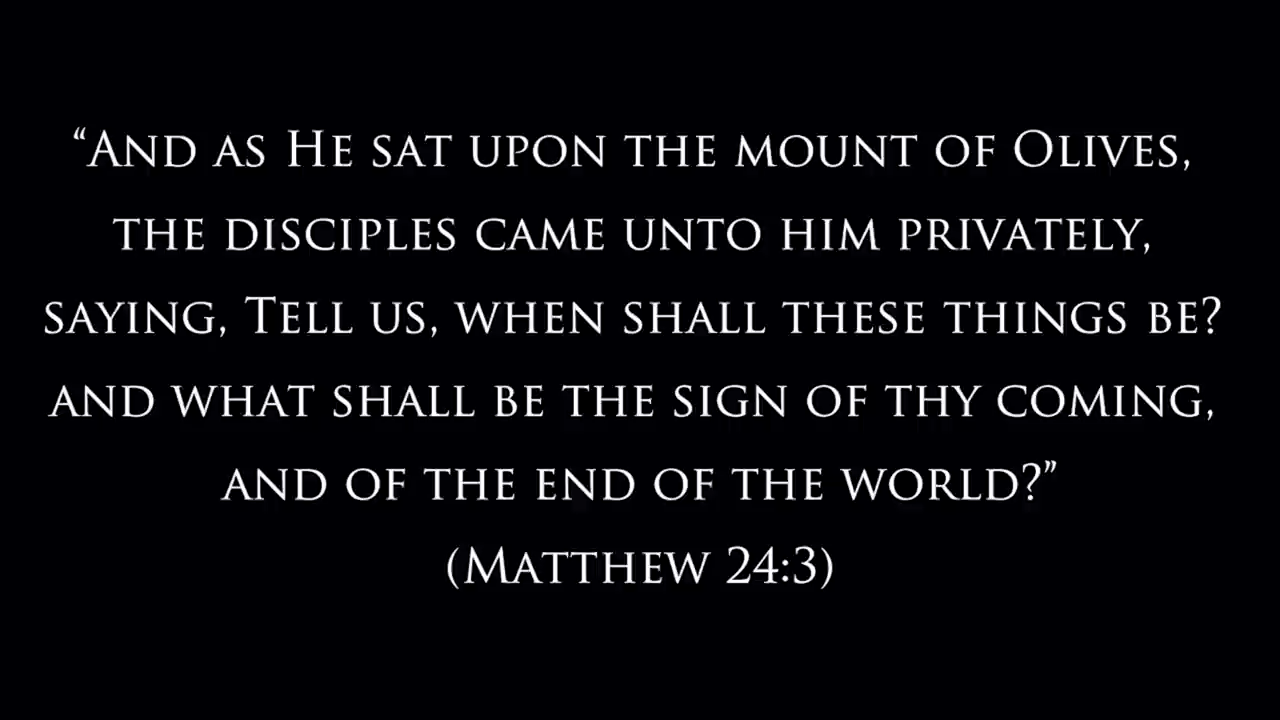 “And as He sat upon the mount of Olives,
the disciples came unto him privately,
saying, Tell us, when shall these things be?
and what shall be the sign of thy coming,
and of the end of the world?”
(Matthew 24:3)